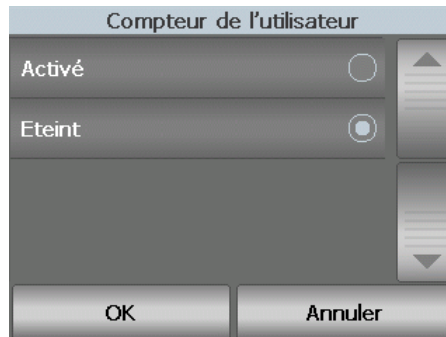 Compteur de l'utilisateur
Activé
Eteint
OK
Annuler